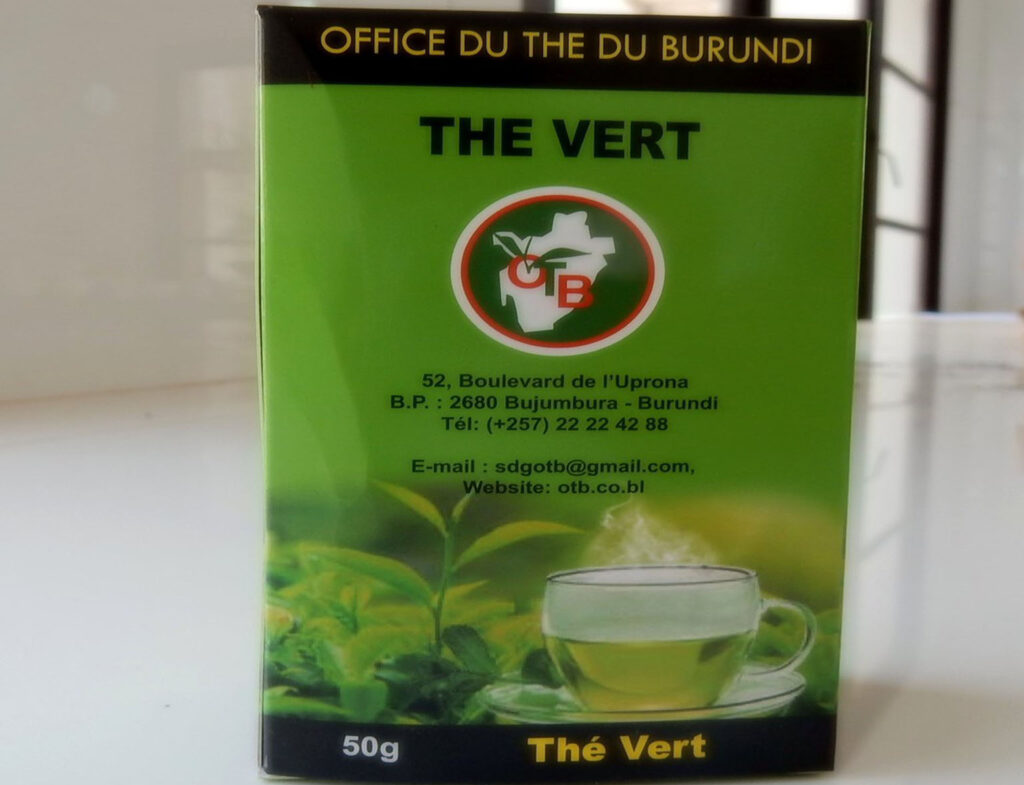 OFFICE DU THE DU BURUNDI
THE VERT
OTB
52, Boulevard de l'Uprona
B.P. : 2680 Bujumbura - Burundi
Tél: (+257) 22 22 42 88
E-mail : sdgotb@gmail.com,
Website: otb.co.bl
50g
Thé Vert